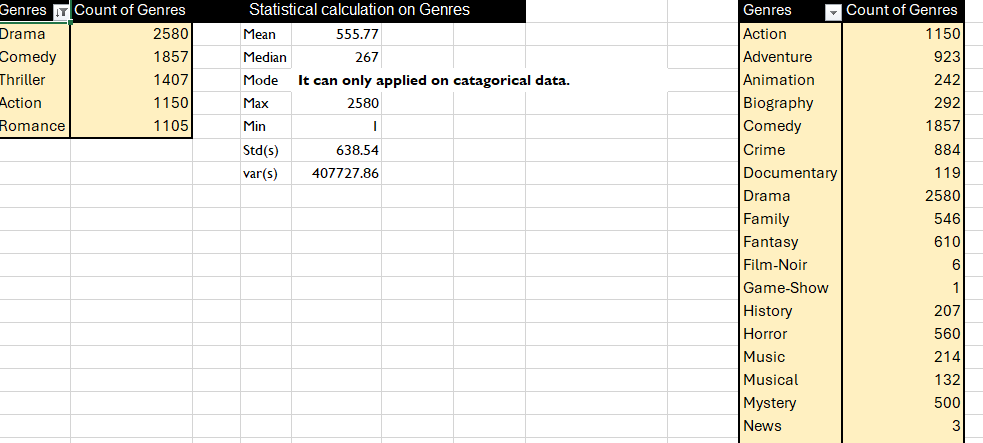 Genres Count of Genres Statistical calculation on Genres Genres Count of Genres
Drama 2580 Mean 555.77 Action 1150
Comedy 1857 Median 267 Adventure 923
Thriller 1407 Mode It can only applied on catagorical data. Animation 242
Action 1150 Max 2580 Biography 292
Romance 1105 Min 1 Comedy 1857
Std(s) 638.54 Crime 884
var(s) 407727.86 Documentary 119
Drama 2580
Family 546
Fantasy 610
Film-Noir 6
Game-Show 1
History 207
Horror 560
Music 214
Musical 132
Mystery 500
News 3